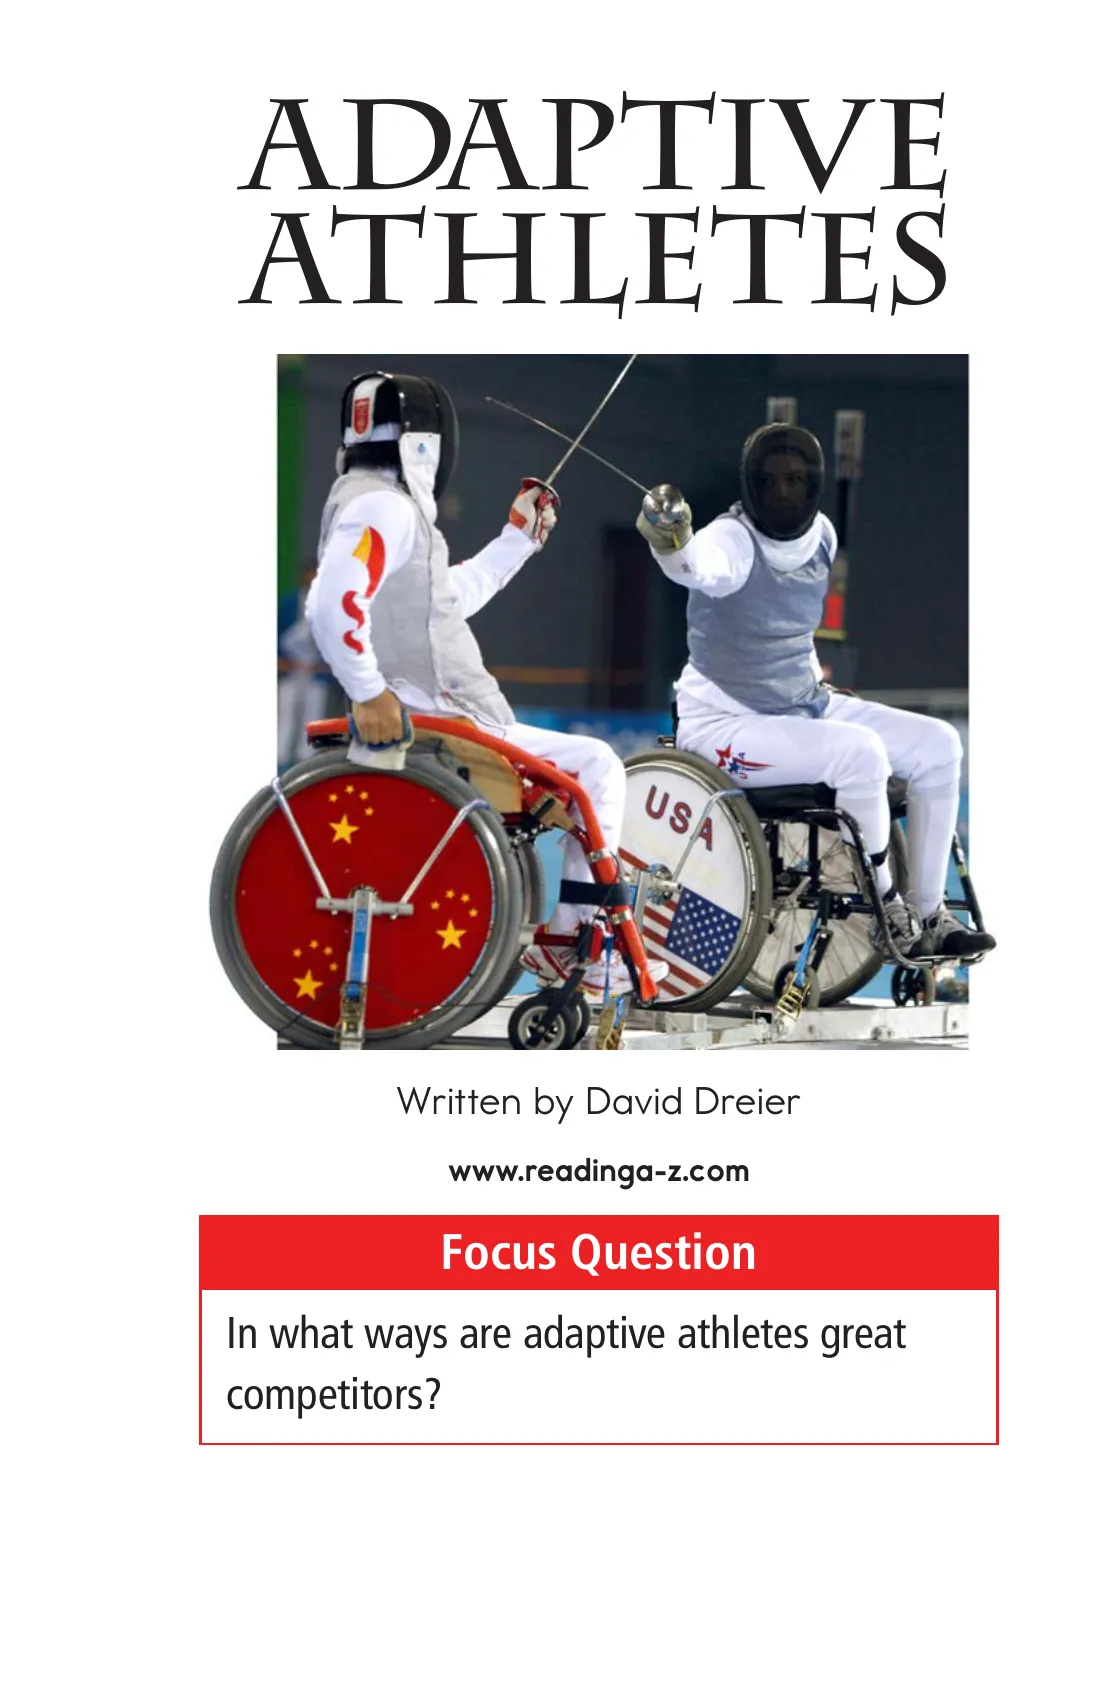 ADAPTIVE
ATHLETES
USA
USA
Written by David Dreier
www.readinga-z.com
Focus Question
In what ways are adaptive athletes great
competitors?